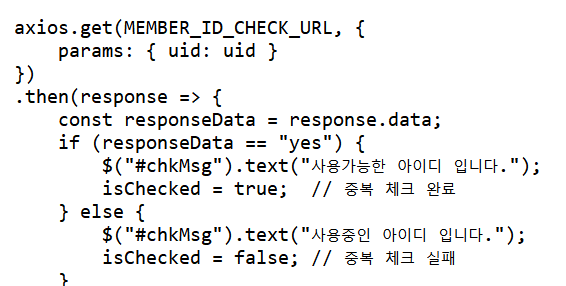 axios.get(MEMBER_ID_CHECK_URL, {
    params: { uid: uid }
})
.then(response => {
    const responseData = response.data;
    if (responseData == "yes") {
        $("#chkMsg").text("사용가능한 아이디 입니다.");
        isChecked = true;  // 중복 체크 완료
    } else {
        $("#chkMsg").text("사용중인 아이디 입니다.");
        isChecked = false; // 중복 체크 실패
    }